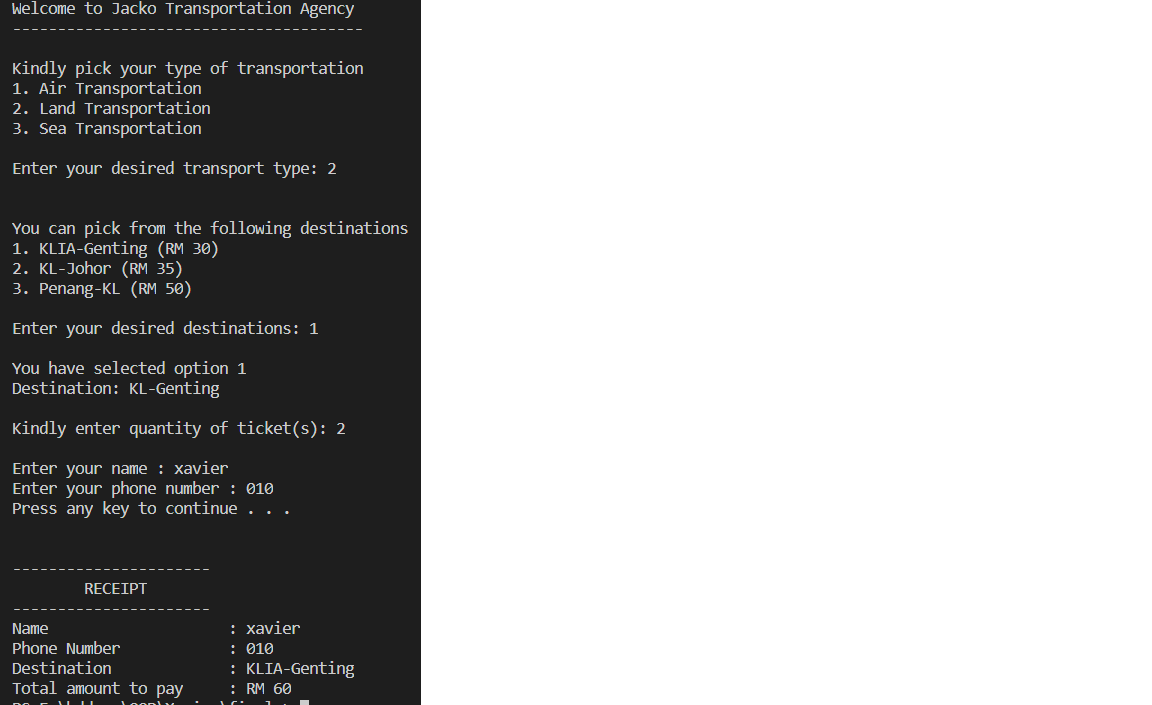 Welcome to Jacko Transportation Agency
---------------------------------------
Kindly pick your type of transportation
1. Air Transportation
2. Land Transportation
3. Sea Transportation
Enter your desired transport type: 2
You can pick from the following destinations
1. KLIA-Genting (RM 30)
2. KL-Johor (RM 35)
3. Penang-KL (RM 50)
Enter your desired destinations: 1
You have selected option 1
Destination: KL-Genting
Kindly enter quantity of ticket(s): 2
Enter your name : xavier
Enter your phone number : 010
Press any key to continue . . .
----------------------
RECEIPT
----------------------
Name : xavier
Phone Number : 010
Destination : KLIA-Genting
Total amount to pay : RM 60